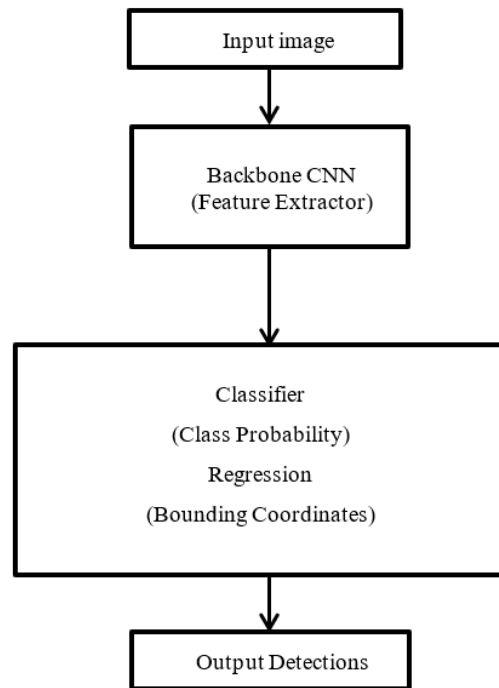 Input image
Backbone CNN
(Feature Extractor)
Classifier
(Class Probability)
Regression
(Bounding Coordinates)
Output Detections